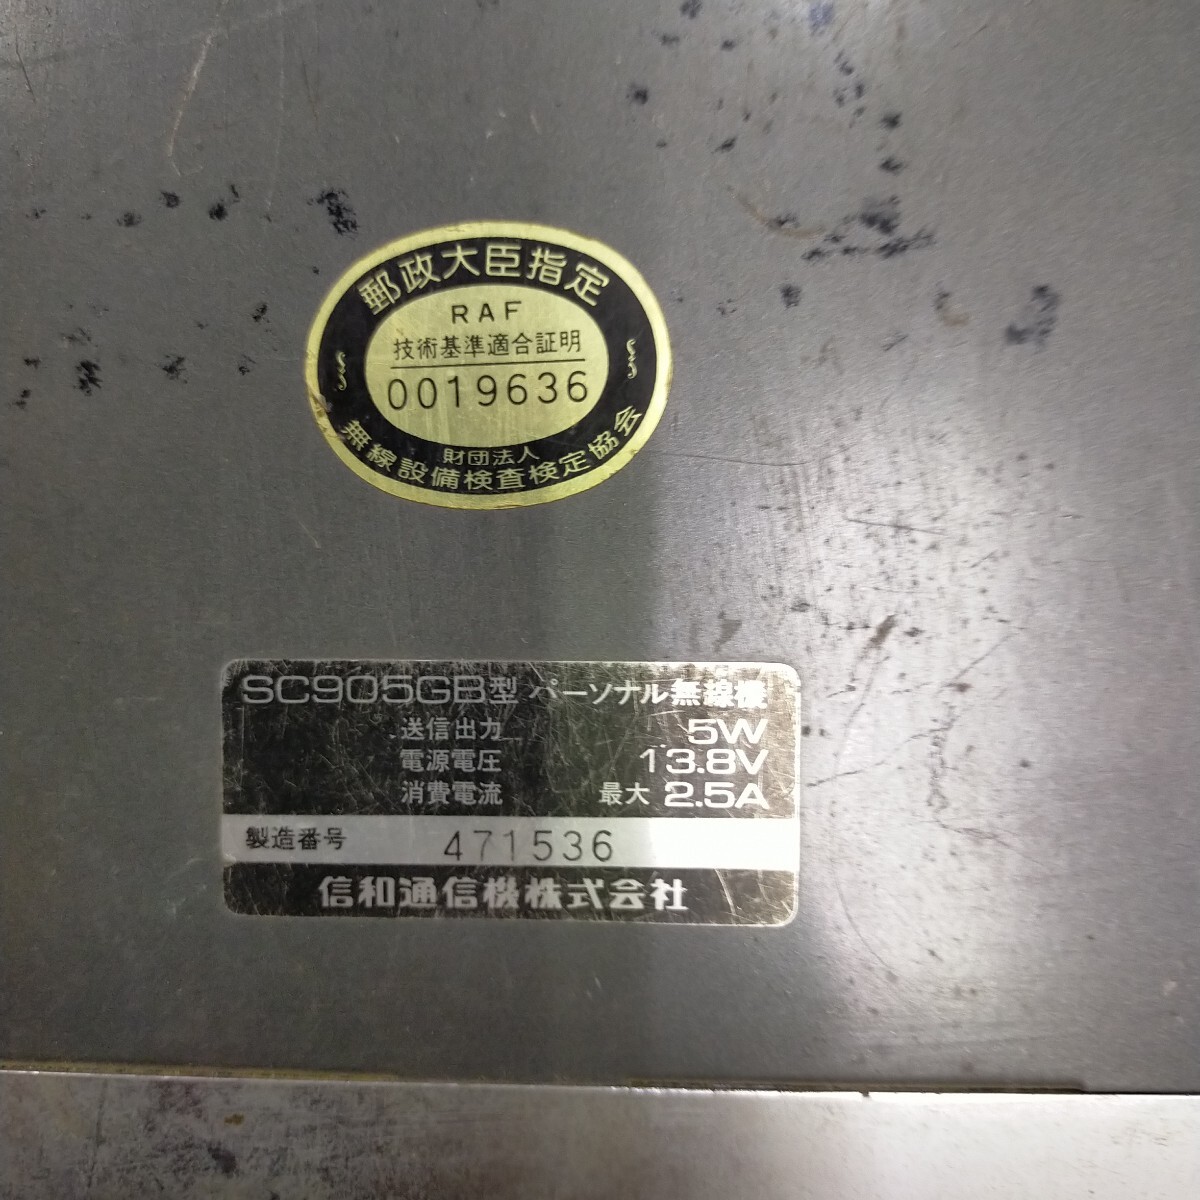 郵政大臣指定
RAF
技術基準適合証明
0019636
財団法人
無線設備検査検定協会
SC905GB型 パーソナル無線機
送信出力 5W
電源電圧 13.8V
消費電流 最大 2.5A
製造番号 471536
信和通信機株式会社